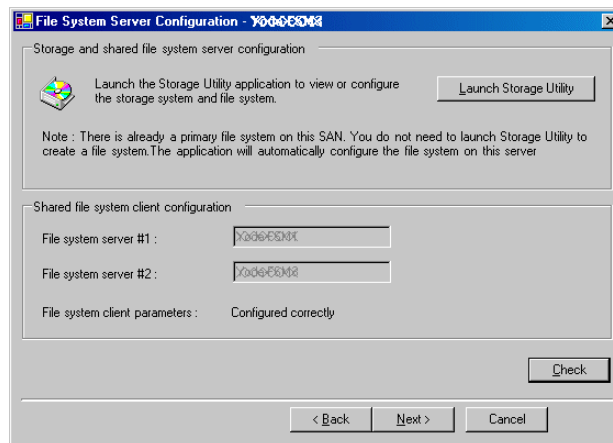 File System Server Configuration -
Storage and shared file system server configuration
Launch the Storage Utility application to view or configure
the storage system and file system.
Launch Storage Utility
Note : There is already a primary file system on this SAN. You do not need to launch Storage Utility to
create a file system.The application will automatically configure the file system on this server
Shared file system client configuration
File system server #1 :
File system server #2 :
File system client parameters : Configured correctly
Check
< Back
Next >
Cancel